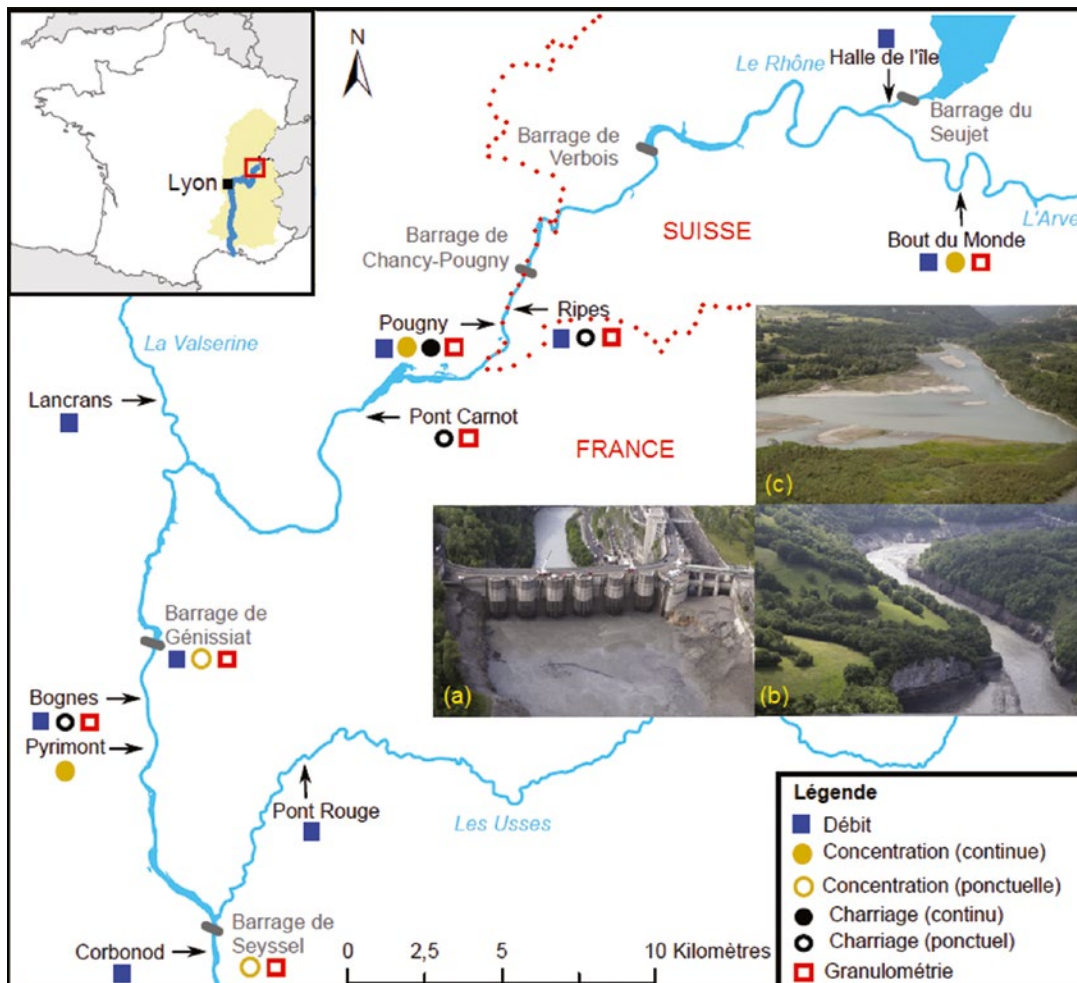 Lyon
N
Le Rhône
Halle de l'île
Barrage du
Seujet
Barrage de
Verbois
SUISSE
L'Arve
Bout du Monde
Barrage de
Chancy-Pougny
Ripes
Pougny
La Valserine
Lancrans
Pont Carnot
FRANCE
(c)
(a)
(b)
Barrage de
Génissiat
Bognes
Pyrimont
Pont Rouge
Les Usses
Barrage de
Seyssel
Corbonod
0 2,5 5 10 Kilomètres
Légende
Débit
Concentration (continue)
Concentration (ponctuelle)
Charriage (continu)
Charriage (ponctuel)
Granulométrie